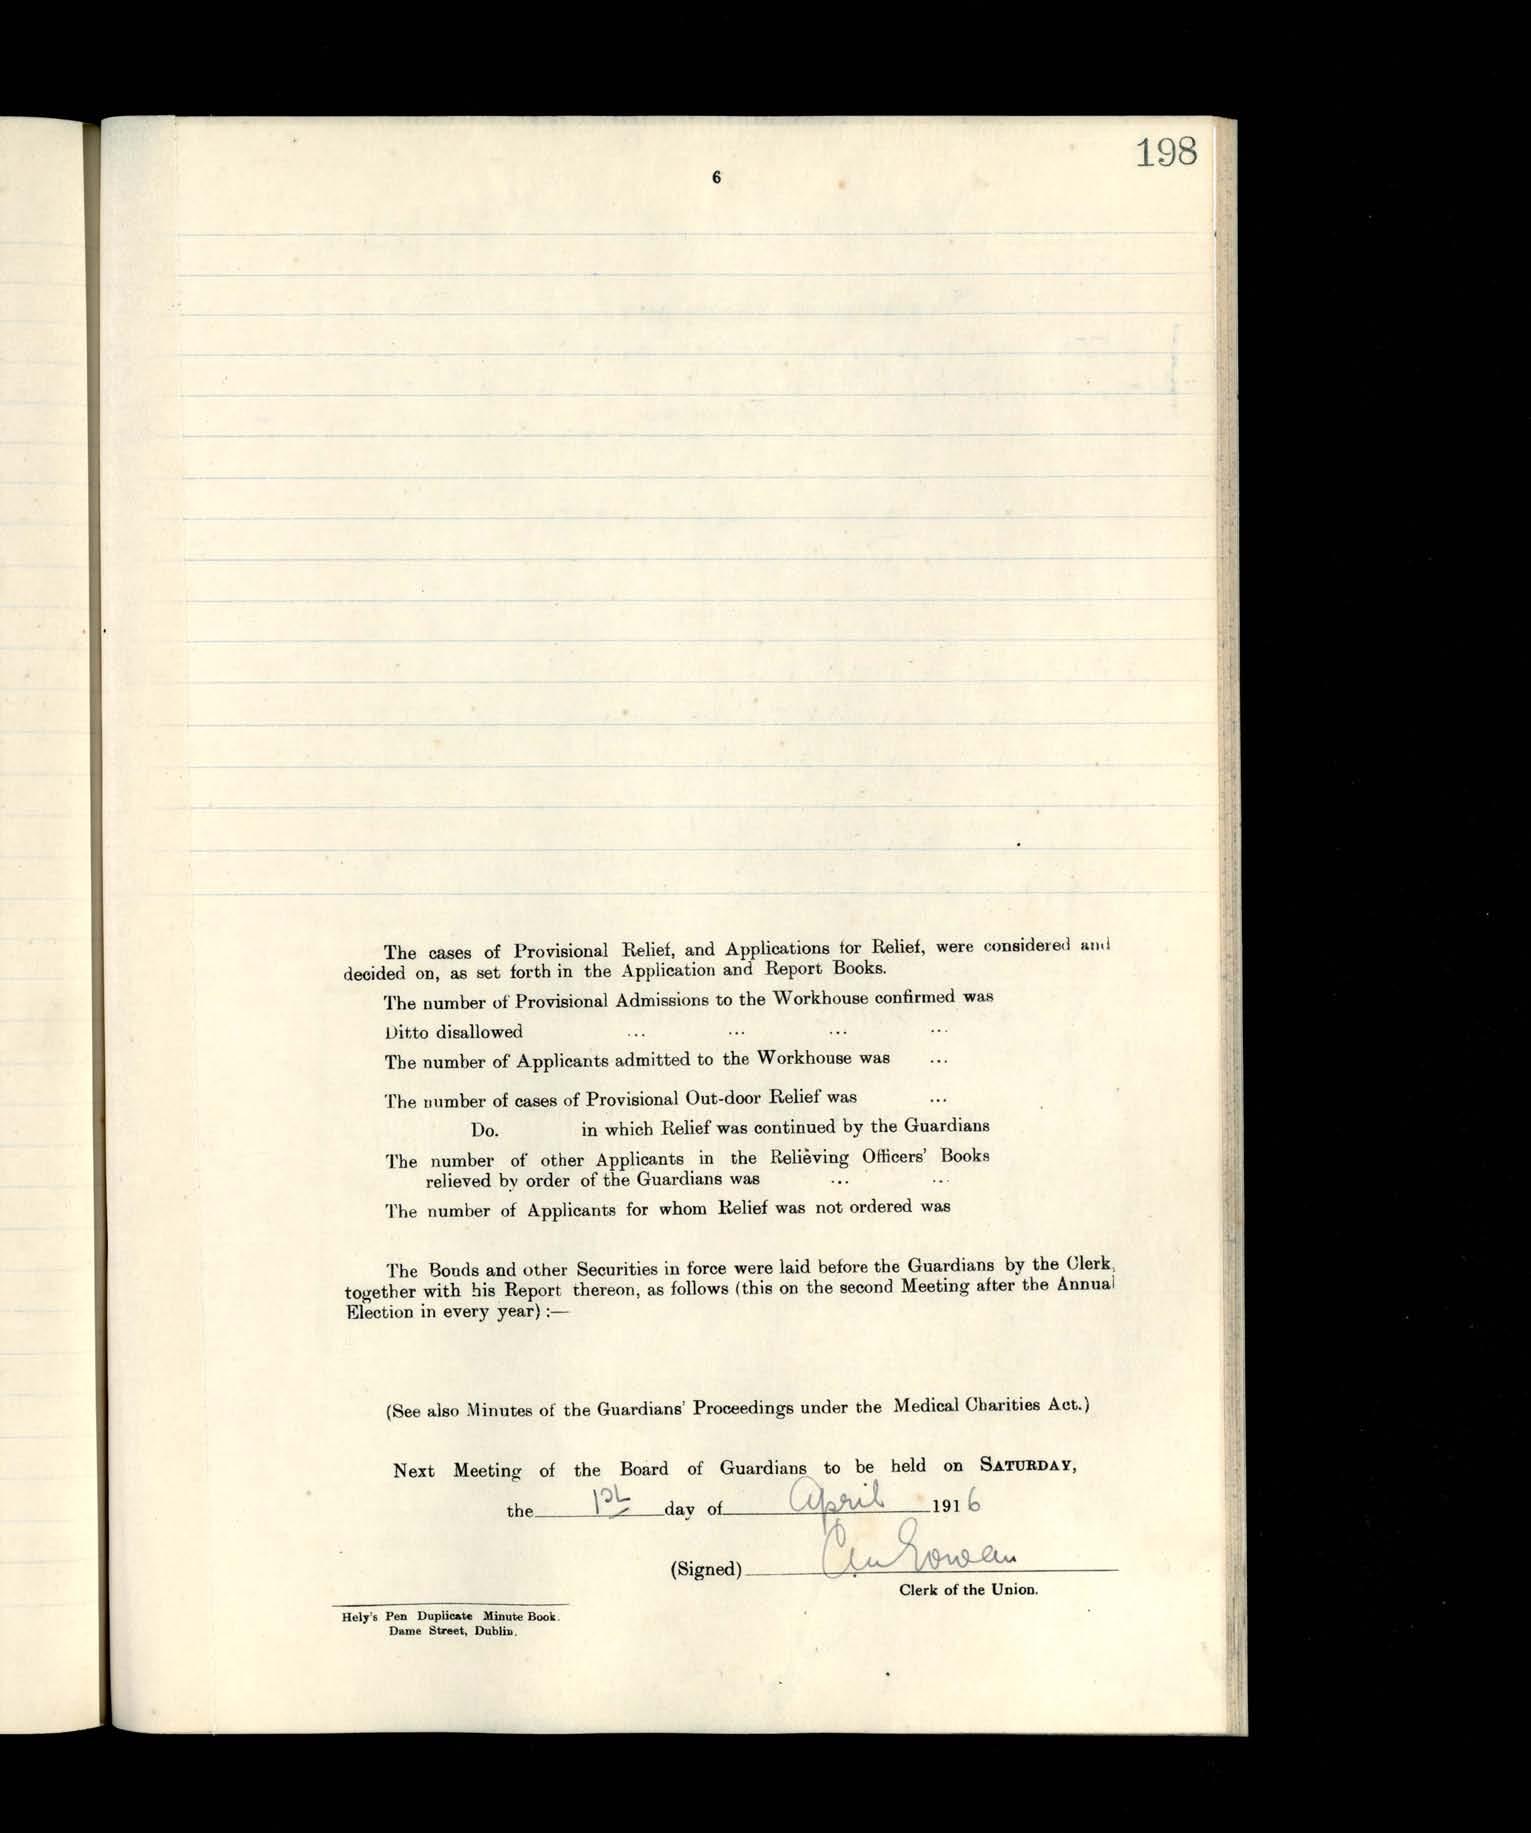 198
6
The cases of Provisional Relief, and Applications for Relief, were considered and
decided on, as set forth in the Application and Report Books.
The number of Provisional Admissions to the Workhouse confirmed was
Ditto disallowed ... ... ... ...
The number of Applicants admitted to the Workhouse was ...
The number of cases of Provisional Out-door Relief was ...
Do. in which Relief was continued by the Guardians
The number of other Applicants in the Relieving Officers' Books
relieved by order of the Guardians was ... ...
The number of Applicants for whom Relief was not ordered was
The Bonds and other Securities in force were laid before the Guardians by the Clerk,
together with his Report thereon, as follows (this on the second Meeting after the Annual
Election in every year) :—
(See also Minutes of the Guardians' Proceedings under the Medical Charities Act.)
Next Meeting of the Board of Guardians to be held on SATURDAY,
the 1st day of April 1916
(Signed)
Clerk of the Union.
Hely's Pen Duplicate Minute Book.
Dame Street, Dublin.